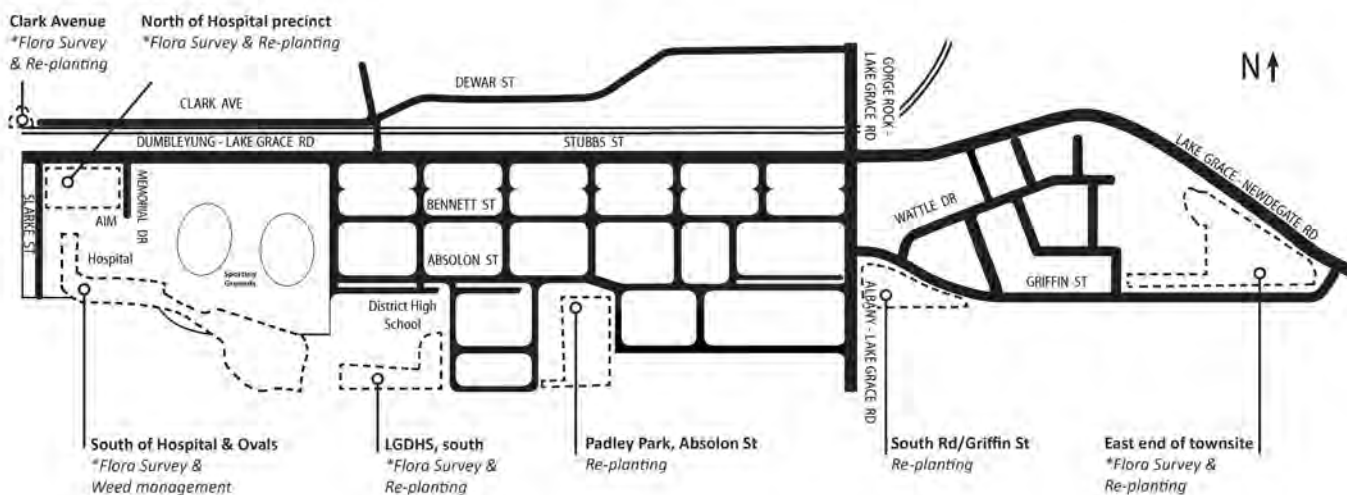 Clark Avenue
*Flora Survey
& Re-planting
North of Hospital precinct
*Flora Survey & Re-planting
N
DEWAR ST
CLARK AVE
GORGE ROCK -
LAKE GRACE RD
DUMBLEYUNG - LAKE GRACE RD
STUBBS ST
LAKE GRACE - NEWDEGATE RD
SLARKE ST
MEMORIAL DR
AIM
BENNETT ST
WATTLE DR
Hospital
Sporting
Grounds
ABSOLON ST
GRIFFIN ST
District High
School
ALBANY - LAKE GRACE RD
South of Hospital & Ovals
*Flora Survey &
Weed management
LGDHS, south
*Flora Survey &
Re-planting
Padley Park, Absolon St
Re-planting
South Rd/Griffin St
Re-planting
East end of townsite
*Flora Survey &
Re-planting